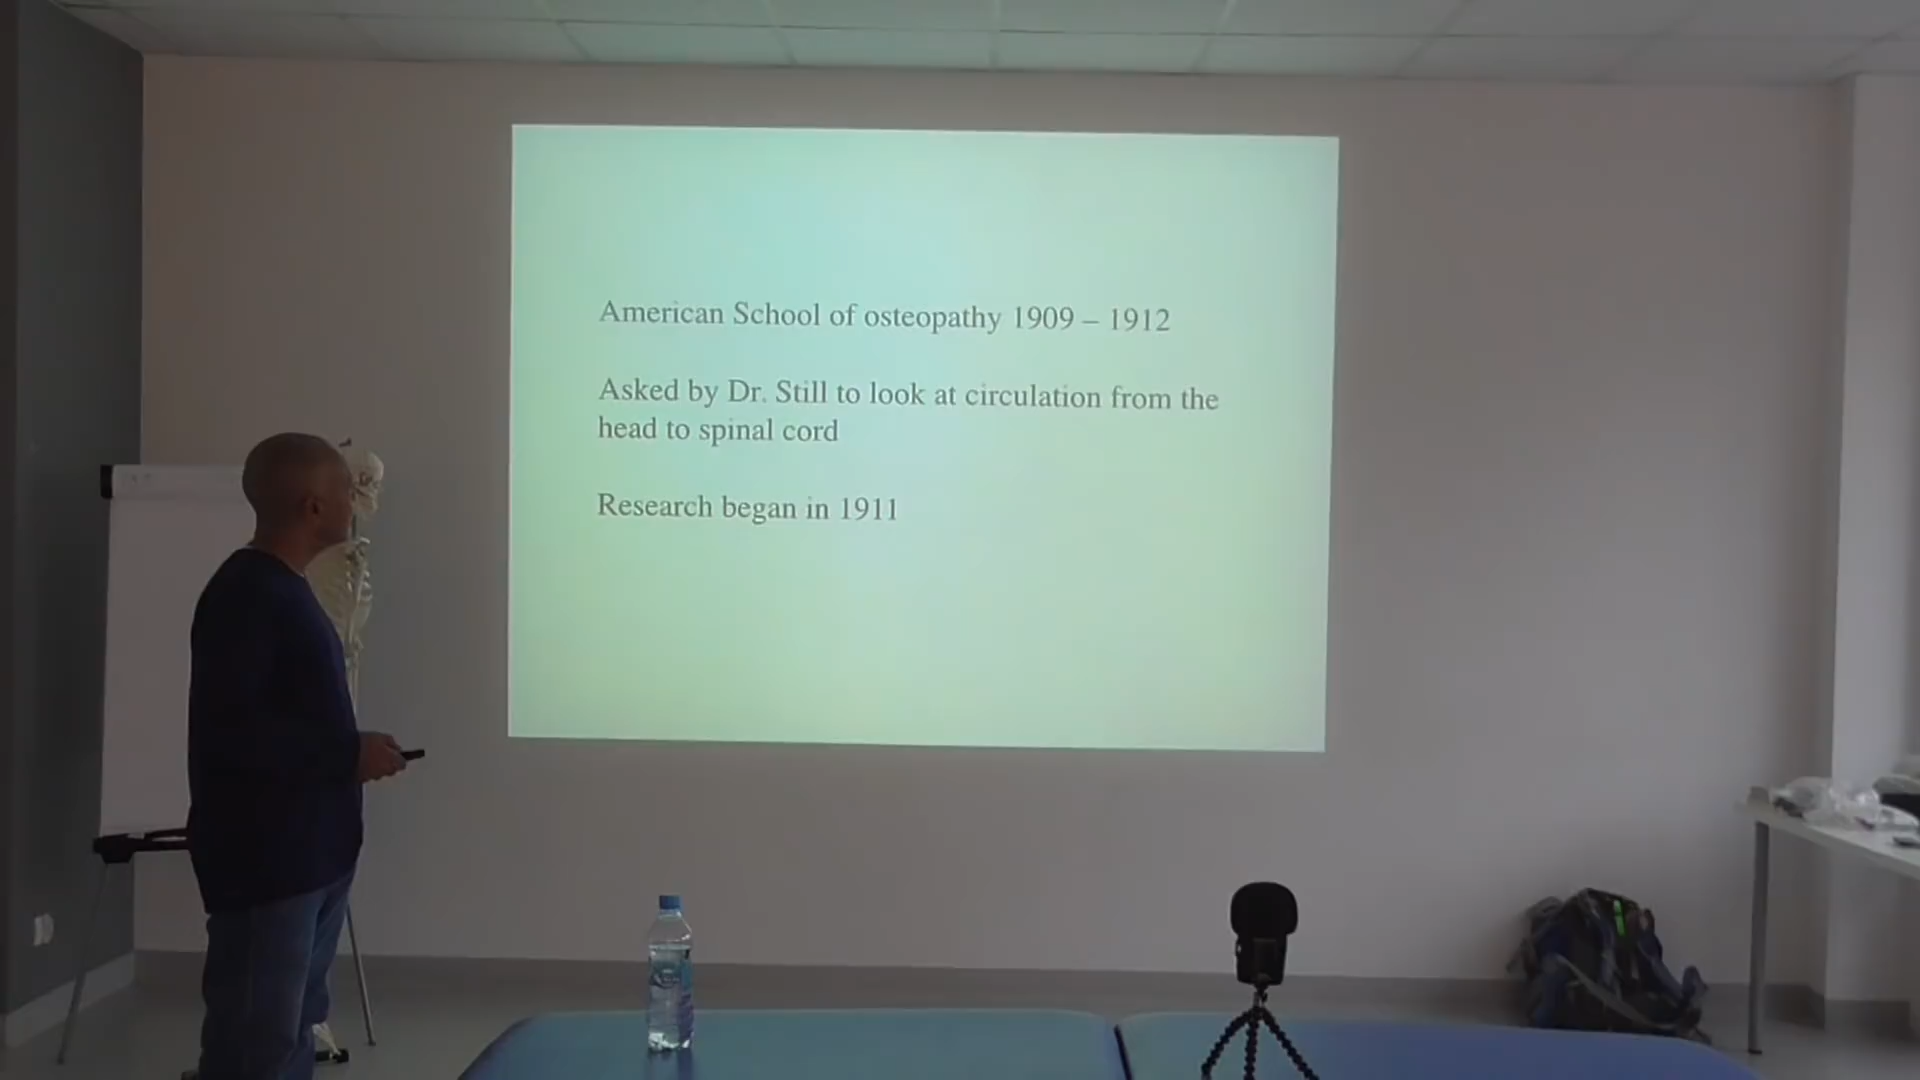 American School of osteopathy 1909 – 1912
Asked by Dr. Still to look at circulation from the
head to spinal cord
Research began in 1911